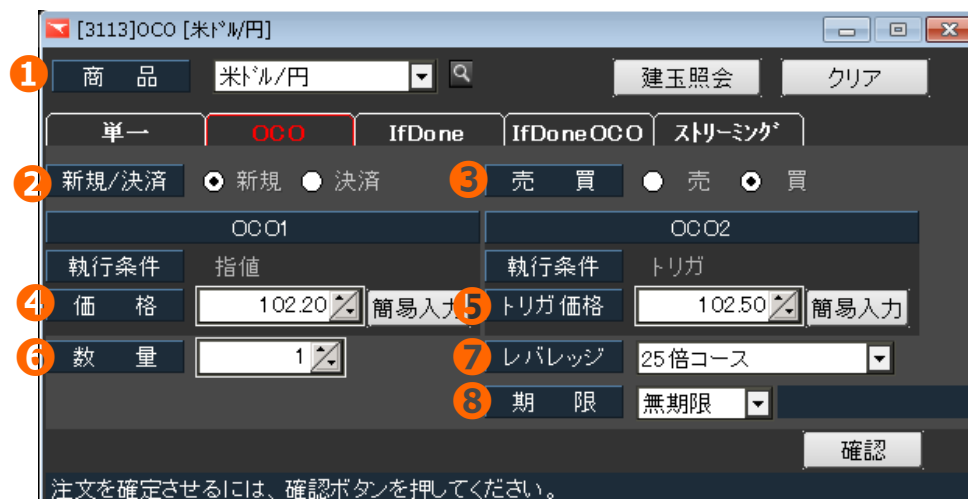 [3113]OCO [米ﾄﾞﾙ/円]
1 商 品 米ﾄﾞﾙ/円 建玉照会 クリア
単一 OCO IfDone IfDoneOCO ｽﾄﾘｰﾐﾝｸﾞ
2 新規/決済 新規 決済 3 売 買 売 買
OCO1 OCO2
執行条件 指値 執行条件 トリガ
4 価 格 102.20 簡易入力 5 トリガ価格 102.50 簡易入力
6 数 量 1 7 レバレッジ 25倍コース
8 期 限 無期限
確認
注文を確定させるには、確認ボタンを押してください。